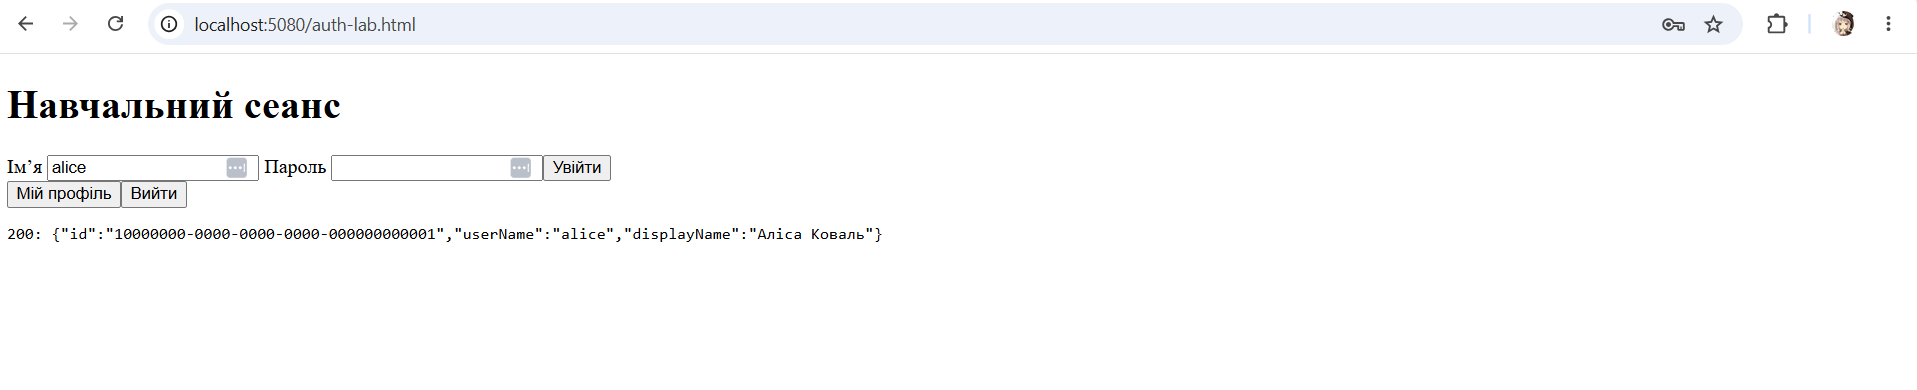 localhost:5080/auth-lab.html
Навчальний сеанс
Ім’я alice Пароль Увійти
Мій профіль Вийти
200: {"id":"10000000-0000-0000-0000-000000000001","userName":"alice","displayName":"Аліса Коваль"}